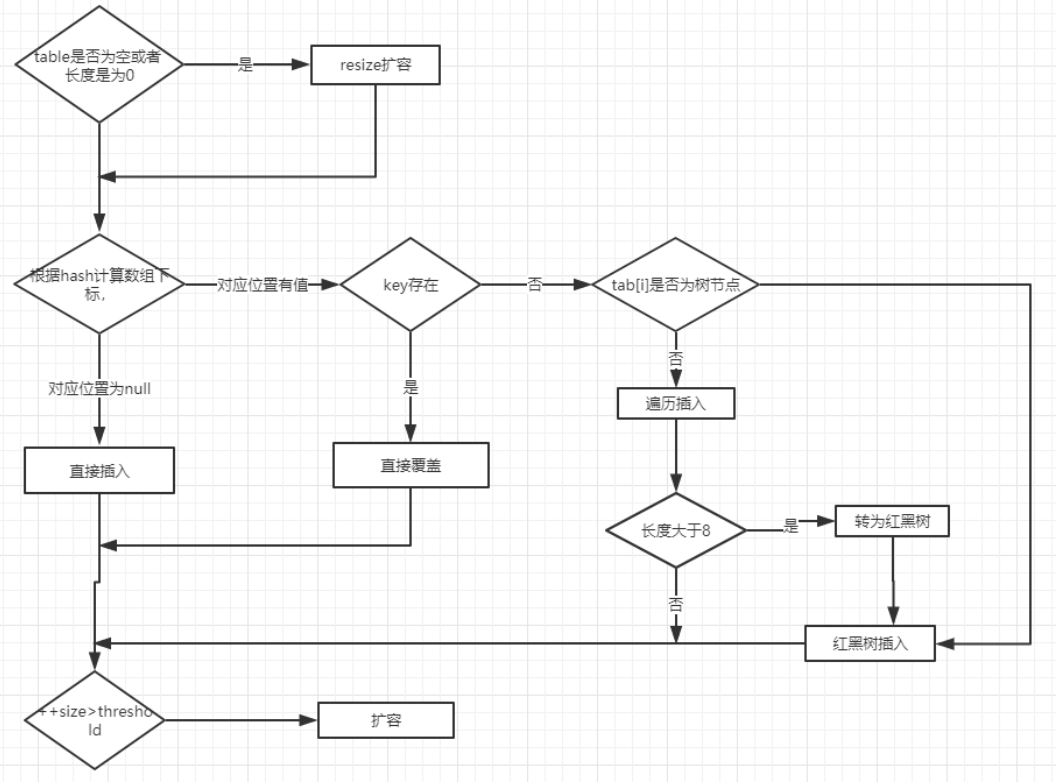 table是否为空或者
长度是为0
是
resize扩容
根据hash计算数组下
标，
对应位置有值
key存在
否
tab[i]是否为树节点
对应位置为null
是
否
遍历插入
直接插入
直接覆盖
长度大于8
是
转为红黑树
否
红黑树插入
++size>thresho
ld
扩容